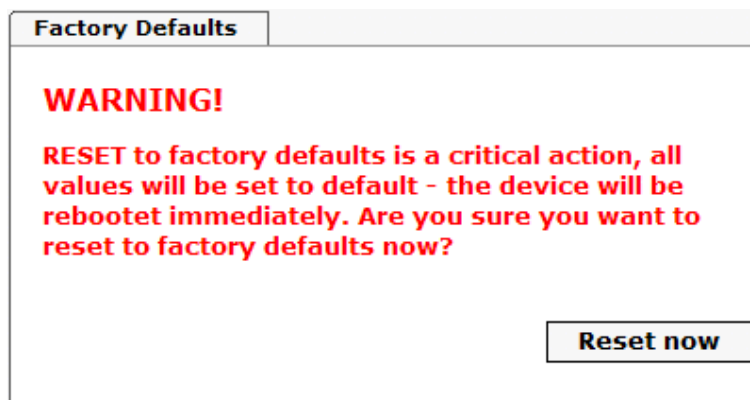 Factory Defaults
WARNING!
RESET to factory defaults is a critical action, all
values will be set to default - the device will be
rebootet immediately. Are you sure you want to
reset to factory defaults now?
Reset now